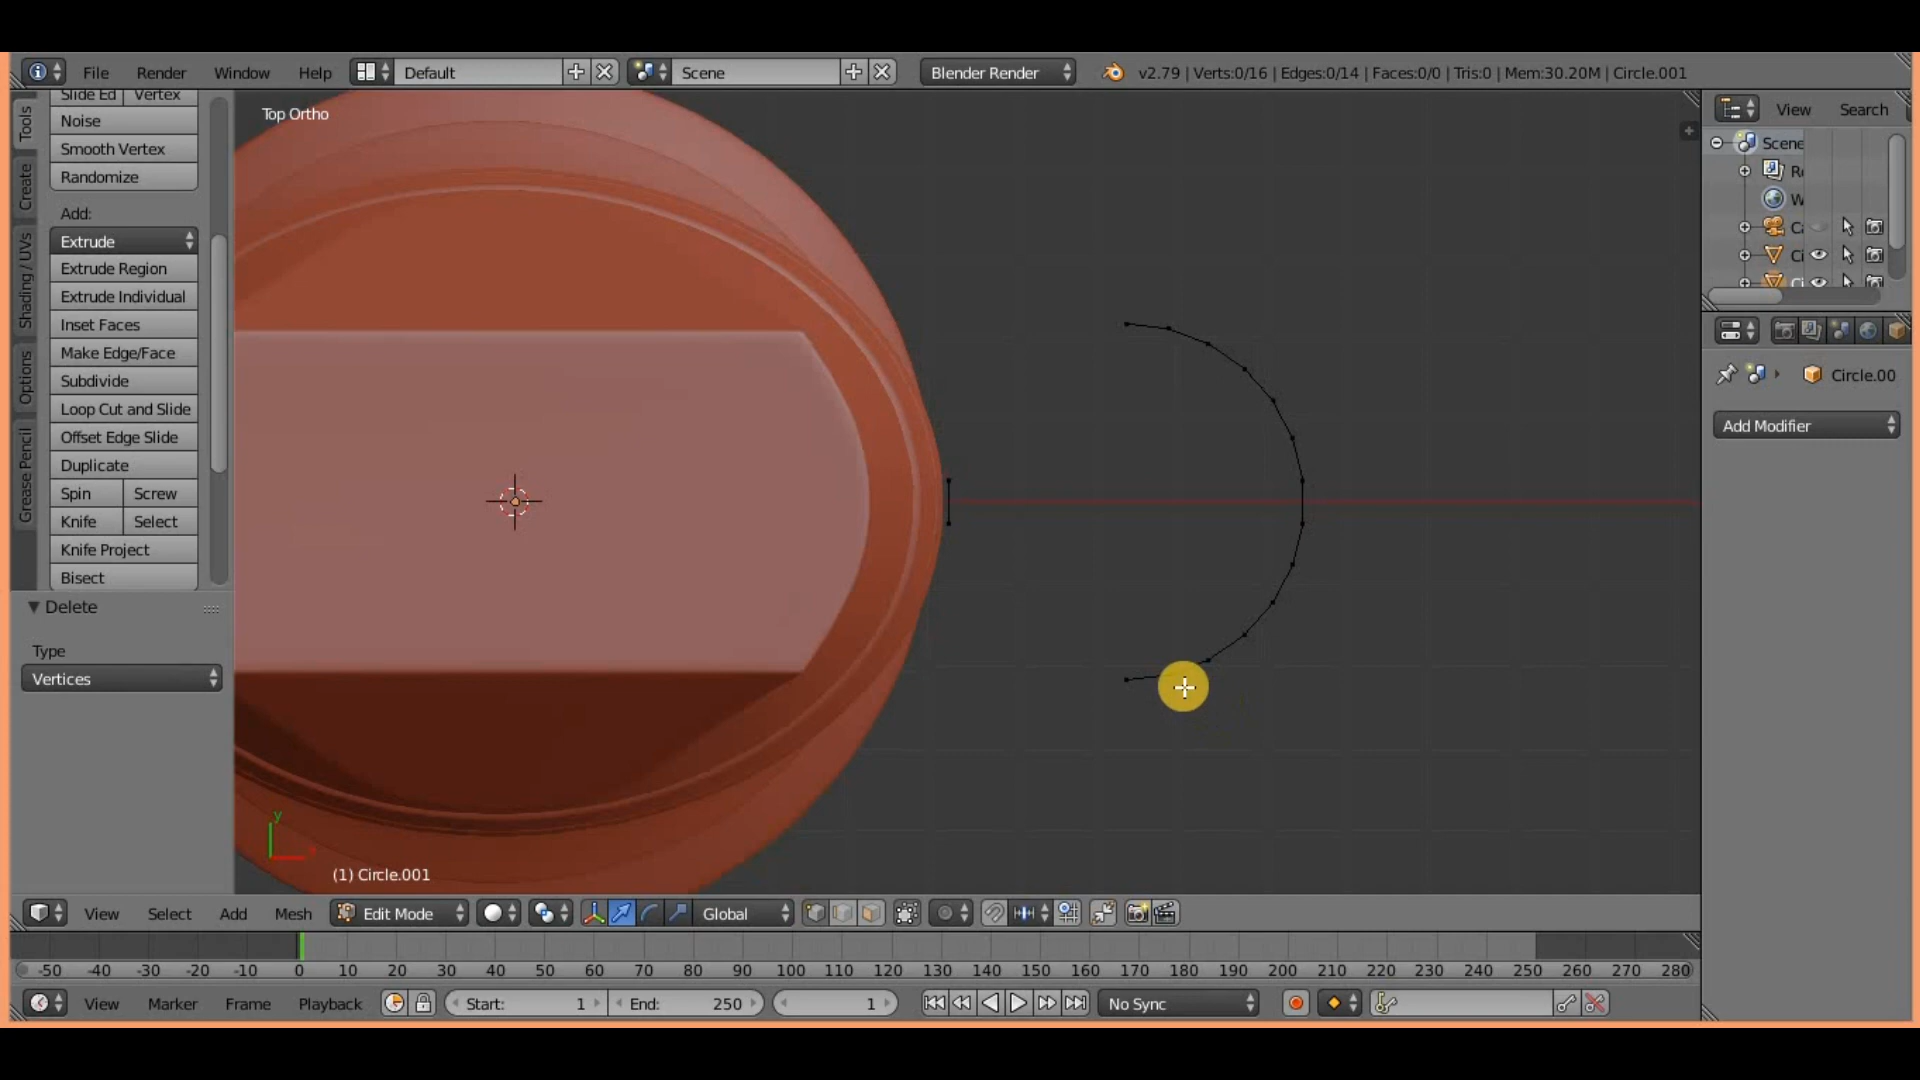 File Render Window Help Default Scene Blender Render v2.79 | Verts:0/16 | Edges:0/14 | Faces:0/0 | Tris:0 | Mem:30.20M | Circle.001
Slide Ed Vertex
Noise
Smooth Vertex
Randomize
Add:
Extrude
Extrude Region
Extrude Individual
Inset Faces
Make Edge/Face
Subdivide
Loop Cut and Slide
Offset Edge Slide
Duplicate
Spin Screw
Knife Select
Knife Project
Bisect
Delete
Type
Vertices
Tools
Create
Shading / UVs
Options
Grease Pencil
Top Ortho
y
(1) Circle.001
View Search
Scene
R
W
Ca
Ci
Ci
Circle.00
Add Modifier
View Select Add Mesh Edit Mode Global
-50 -40 -30 -20 -10 0 10 20 30 40 50 60 70 80 90 100 110 120 130 140 150 160 170 180 190 200 210 220 230 240 250 260 270 280
View Marker Frame Playback Start: 1 End: 250 1 No Sync